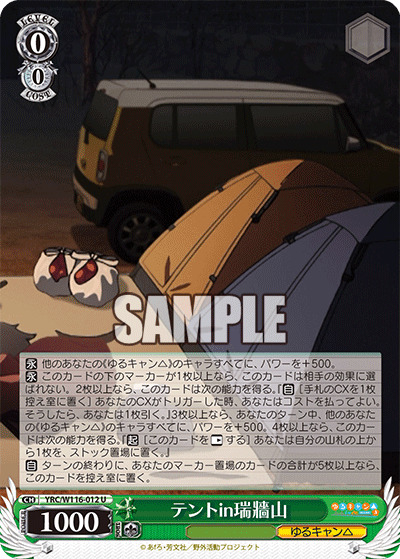 LEVEL
0
0
COST
SAMPLE
永 他のあなたの《ゆるキャン△》のキャラすべてに、パワーを＋500。
永 このカードの下のマーカーが1枚以上なら、このカードは相手の効果に選
ばれない。2枚以上なら、このカードは次の能力を得る。『自［手札のCXを1枚
控え室に置く］あなたのCXがトリガーした時、あなたはコストを払ってよい。
そうしたら、あなたは1枚引く。』3枚以上なら、あなたのターン中、他のあなた
の《ゆるキャン△》のキャラすべてに、パワーを＋500。4枚以上なら、このカー
ドは次の能力を得る。『起［このカードを する］あなたは自分の山札の上か
ら1枚を、ストック置場に置く。』
自 ターンの終わりに、あなたのマーカー置場のカードの合計が5枚以上なら、
このカードを控え室に置く。
CH YRC/W116-012 U
1000
テントin瑞牆山
ゆるキャン△
ゆるキャン△
©あfろ・芳文社／野外活動プロジェクト